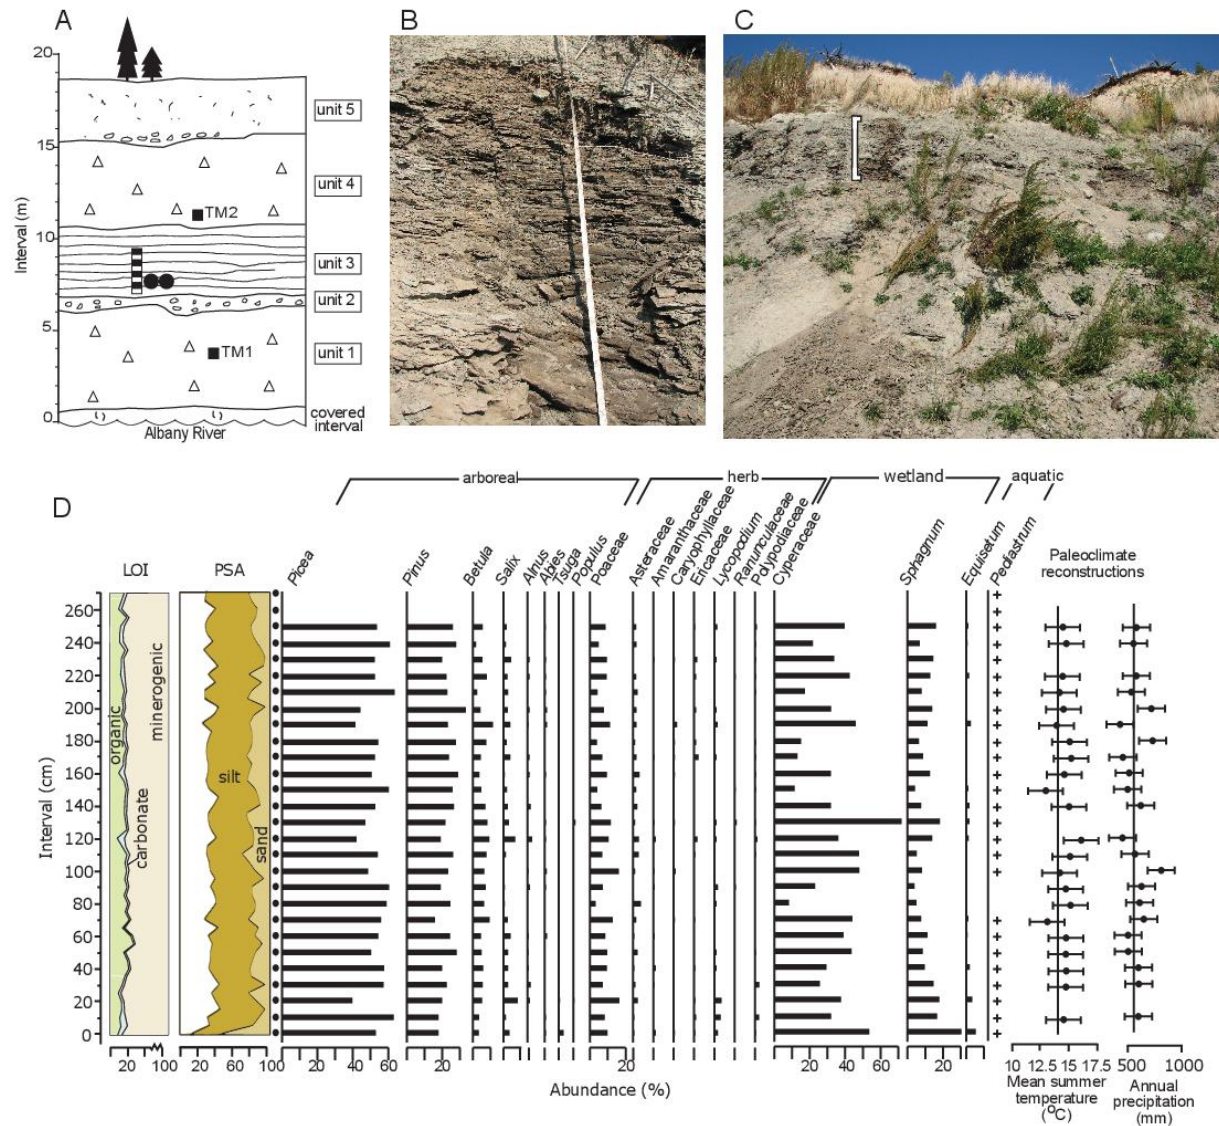 A
B
C
20
15
10
5
0
Interval (m)
unit 5
unit 4
TM2
unit 3
unit 2
TM1
unit 1
covered
interval
Albany River
D
arboreal
herb
wetland
aquatic
LOI
PSA
Picea
Pinus
Betula
Salix
Alnus
Abies
Tsuga
Populus
Poaceae
Asteraceae
Amaranthaceae
Caryophyllaceae
Ericaceae
Lycopodium
Ranunculaceae
Polypodiaceae
Cyperaceae
Sphagnum
Equisetum
Pediastrum
Paleoclimate
reconstructions
Interval (cm)
260
240
220
200
180
160
140
120
100
80
60
40
20
0
organic
carbonate
minerogenic
silt
sand
20 100
20 60 100
0 20 40 60
0 20
20
0 20 40 60
0 20
10 12.5 15 17.5
500 1000
Abundance (%)
Mean summer
temperature
(°C)
Annual
precipitation
(mm)